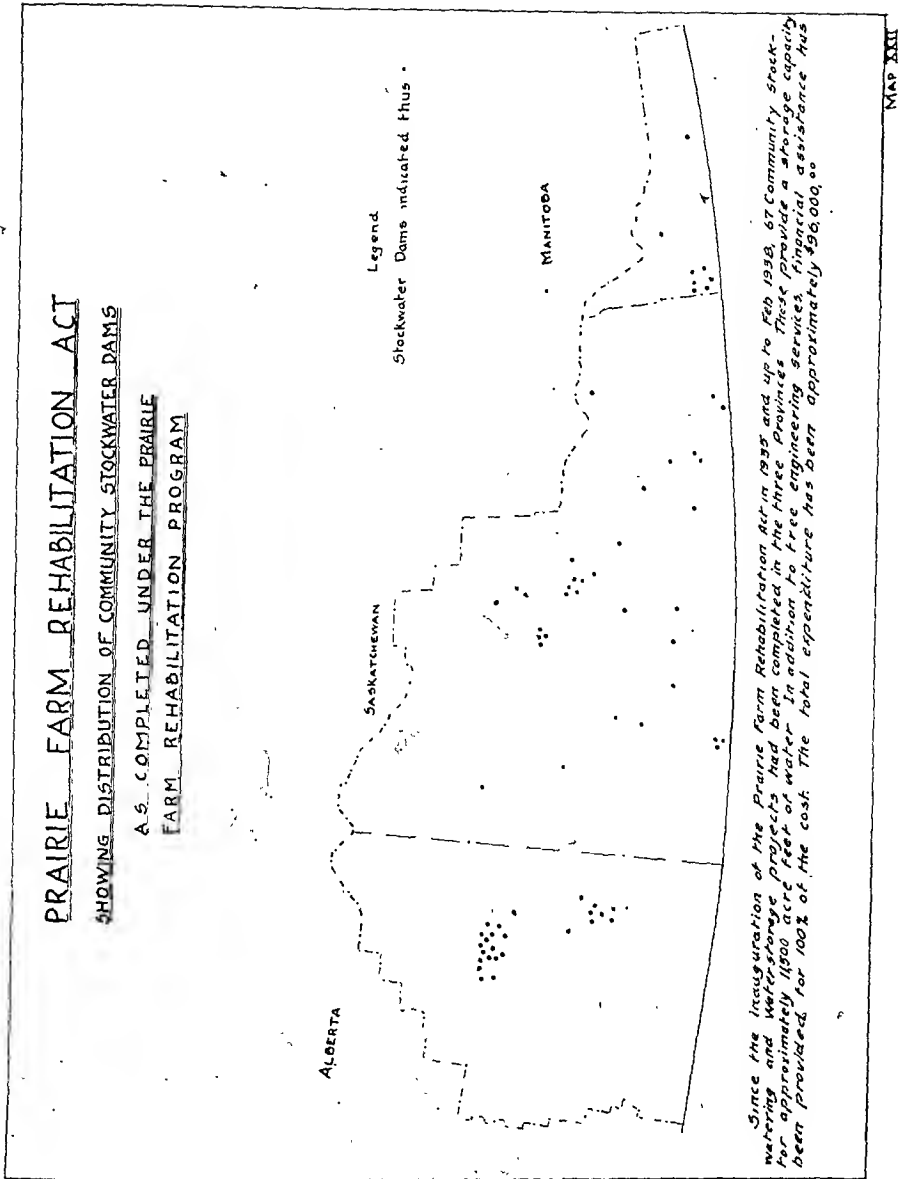 PRAIRIE FARM REHABILITATION ACT
SHOWING DISTRIBUTION OF COMMUNITY STOCKWATER DAMS
AS COMPLETED UNDER THE PRAIRIE
FARM REHABILITATION PROGRAM
Legend
Stockwater Dams indicated thus •
ALBERTA
SASKATCHEWAN
MANITOBA
Since the inauguration of the Prairie Farm Rehabilitation Act in 1935 and up to Feb 1938, 67 Community Stock-
watering and Waterstorage projects had been completed in the three Provinces These provide a storage capacity
for approximately 11,500 acre feet of water In addition to free engineering services, financial assistance has
been provided for 100% of the cost The total expenditure has been approximately $96,000,00
MAP XXII